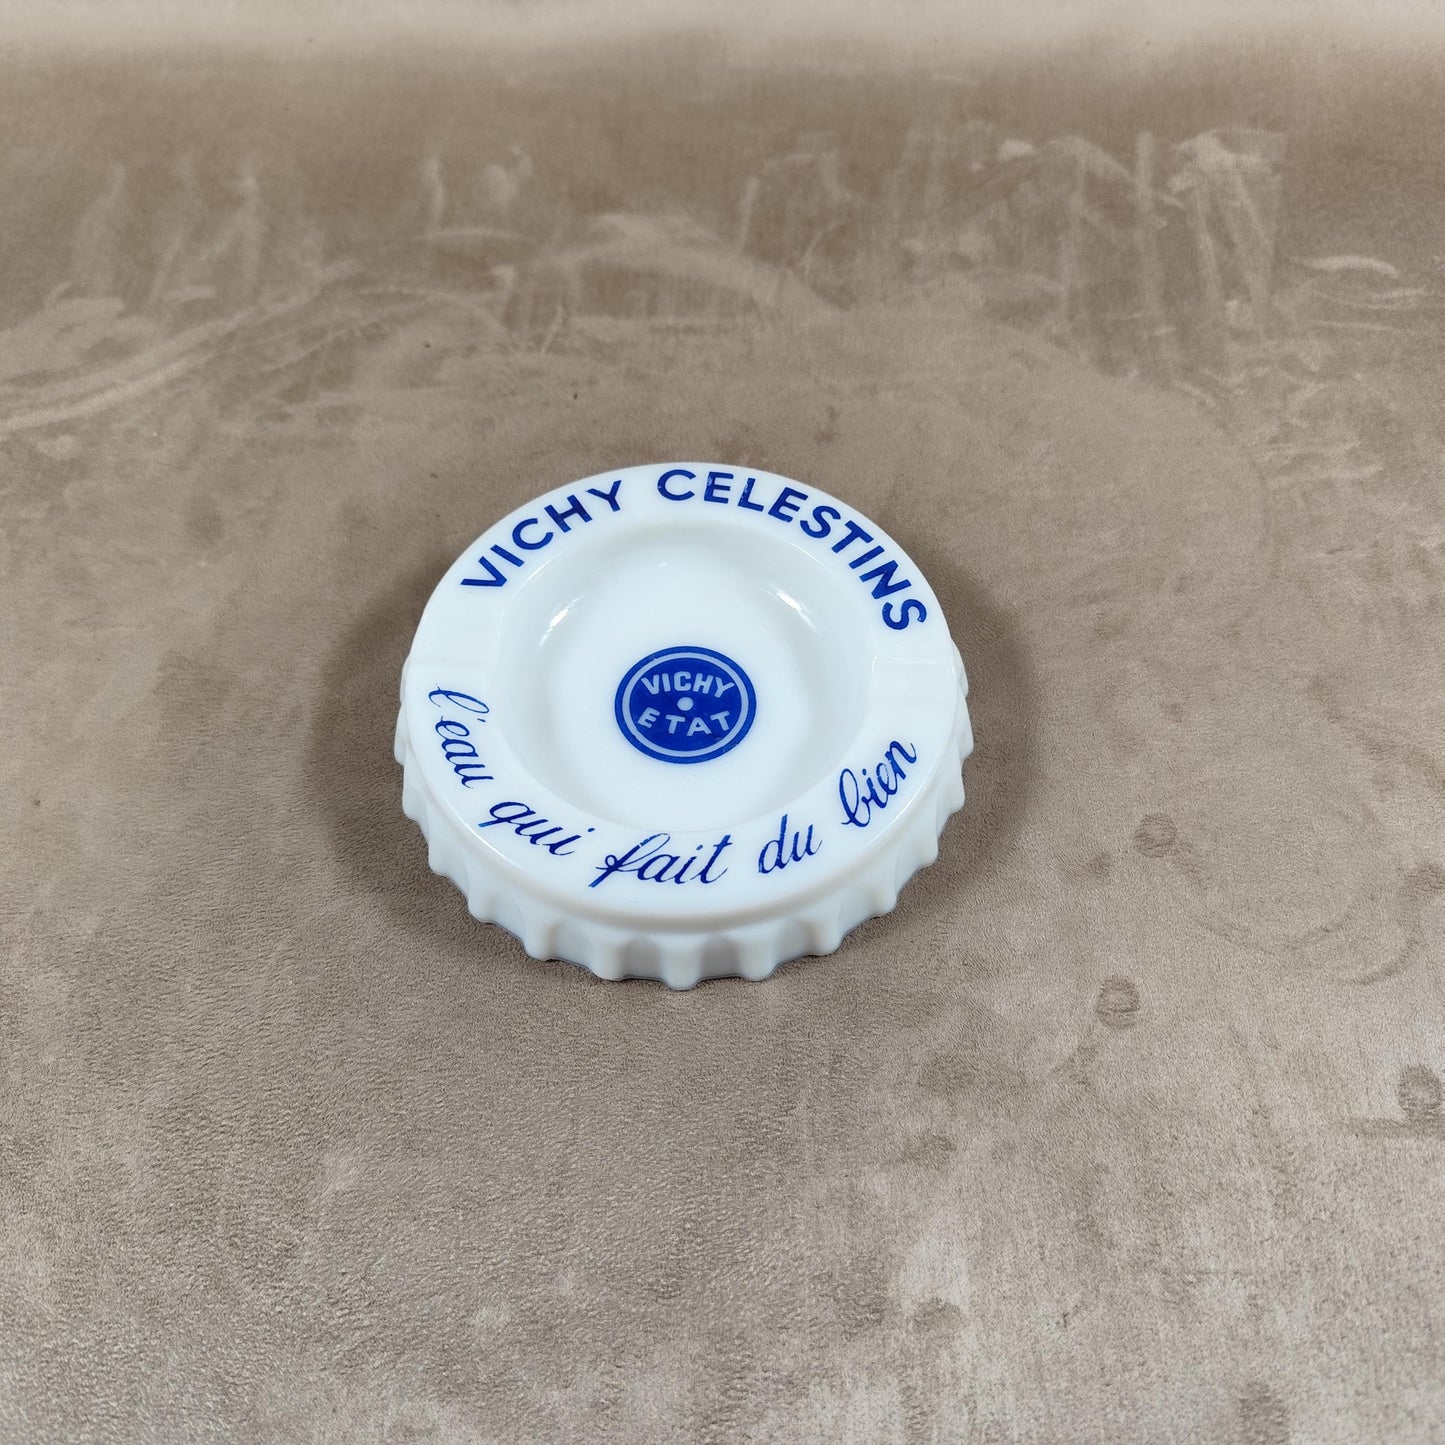 VICHY CELESTINS
VICHY
ETAT
l'eau qui fait du bien